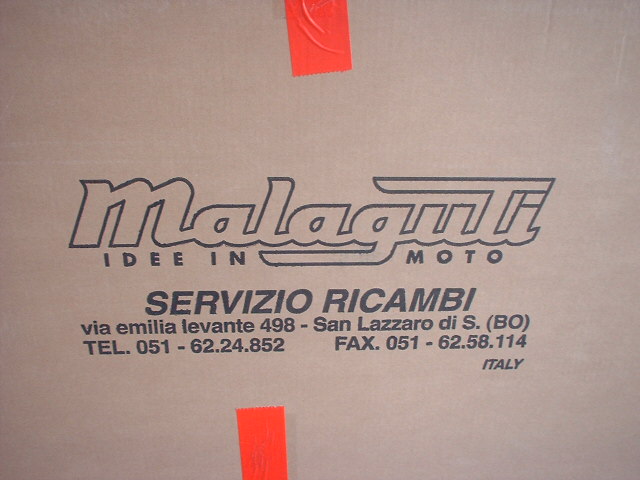 Malaguti
IDEE IN MOTO
SERVIZIO RICAMBI
via emilia levante 498 - San Lazzaro di S. (BO)
TEL. 051 - 62.24.852 FAX. 051 - 62.58.114
ITALY